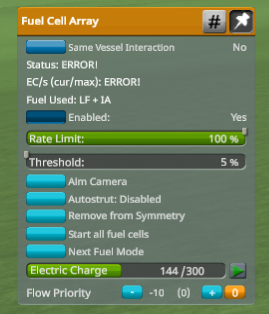 Fuel Cell Array #
Same Vessel Interaction No
Status: ERROR!
EC/s (cur/max): ERROR!
Fuel Used: LF + IA
Enabled: Yes
Rate Limit: 100 %
Threshold: 5 %
Aim Camera
Autostrut: Disabled
Remove from Symmetry
Start all fuel cells
Next Fuel Mode
Electric Charge 144 /300
Flow Priority - -10 (0) + 0